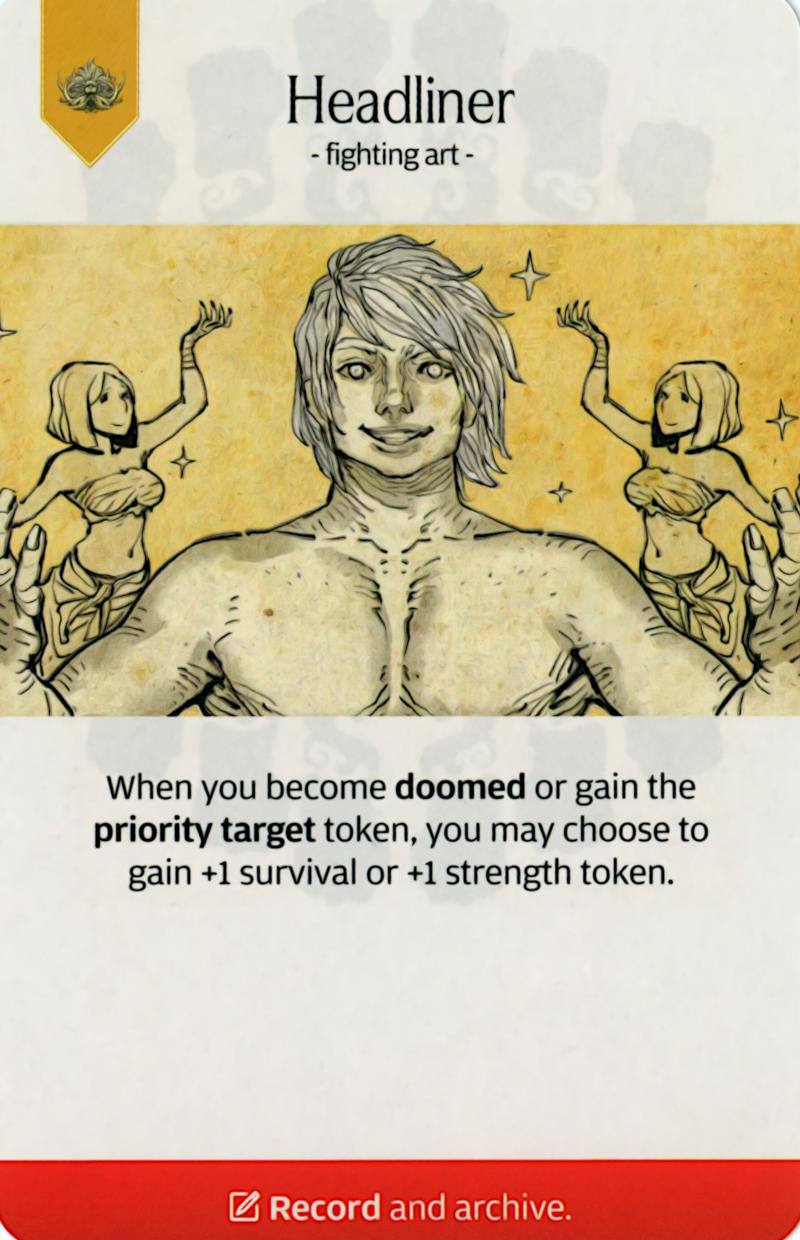 Headliner
- fighting art -
When you become doomed or gain the
priority target token, you may choose to
gain +1 survival or +1 strength token.
Record and archive.